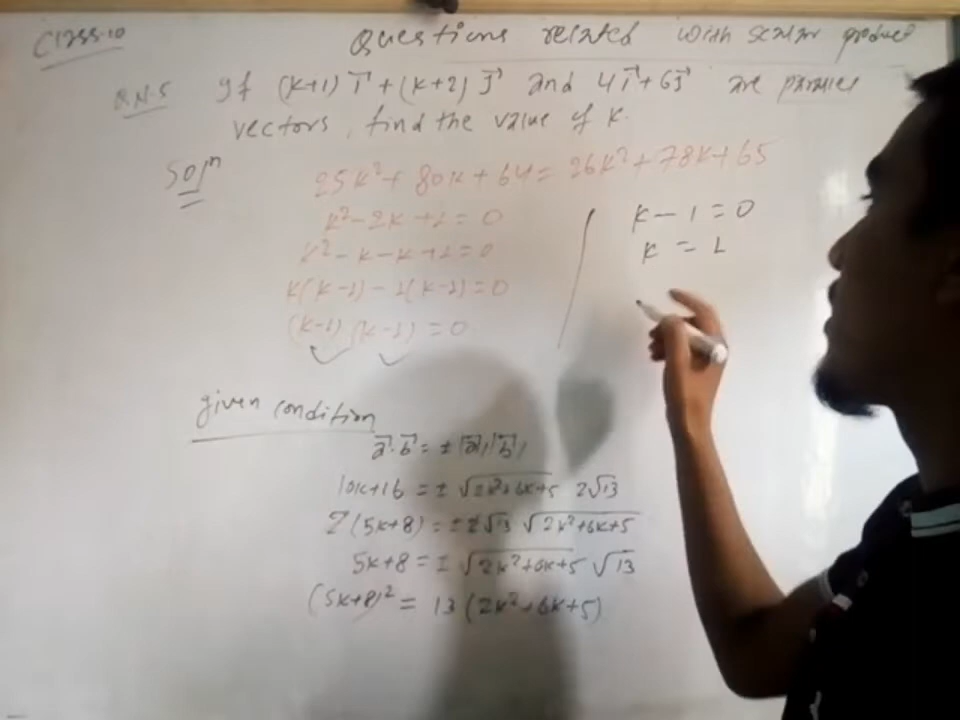 Class-10
Questions related with scalar product
Q.N.5 If (k+1) i⃗ + (k+2) j⃗ and 4i⃗+6j⃗ are parallel
vectors, find the value of k.
Solⁿ
25k²+ 80k+64 = 26k²+78k+65
k²-2k+1=0
k²-k-k+1=0
k(k-1)-1(k-1)=0
(k-1) (k-1) = 0
k-1=0
k = 1
given condition
a⃗.b⃗ = ± |a⃗||b⃗|
10k+16 = ± √2k²+6k+5 2√13
2(5k+8) = ±2√13 √2k²+6k+5
5k+8 = ± √2k²+6k+5 √13
(5k+8)² = 13 (2k²+6k+5)